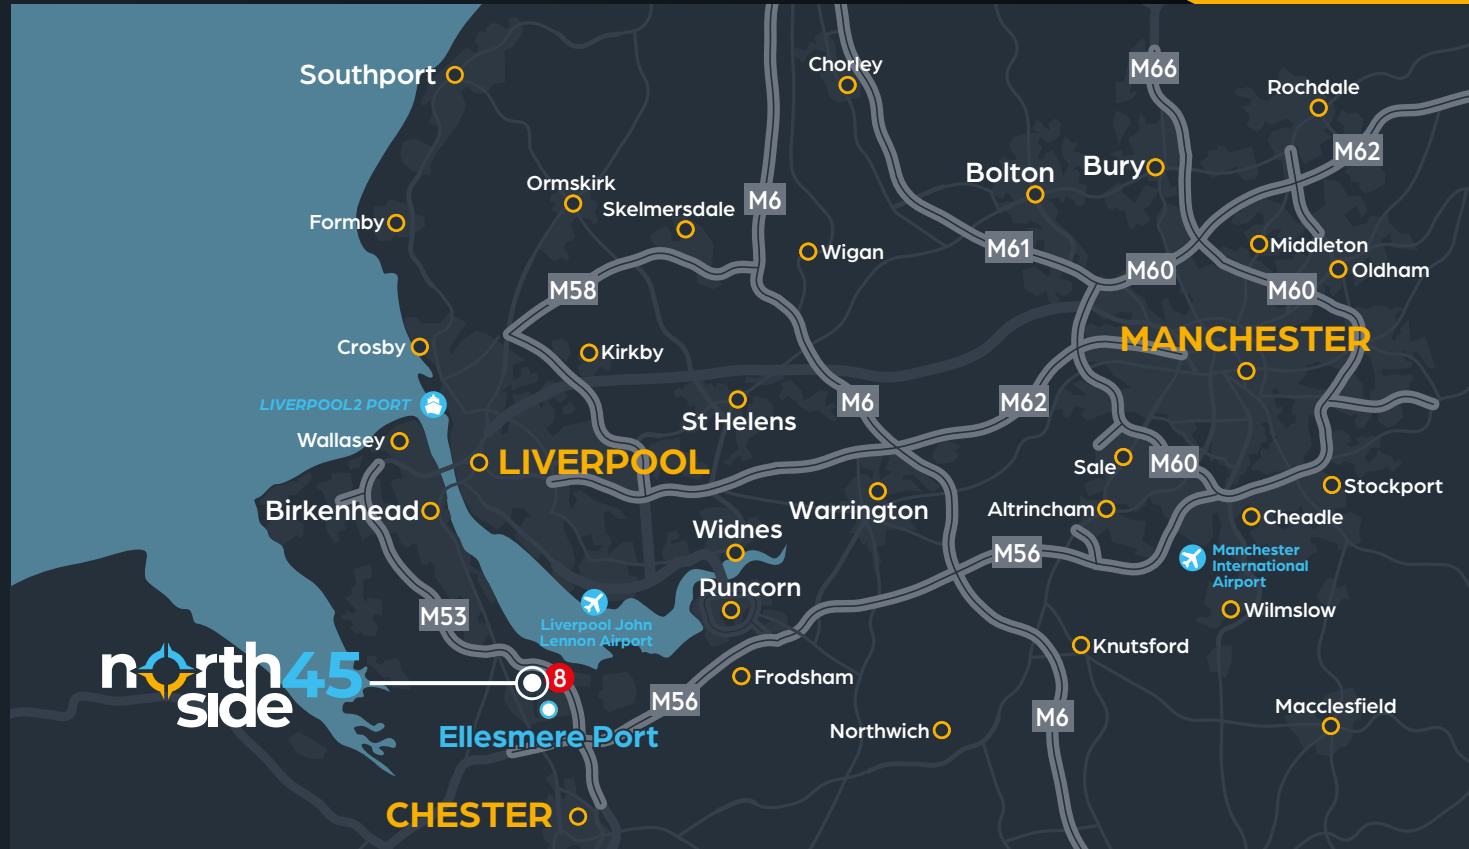 Southport
Chorley
M66
Rochdale
M62
Bolton
Bury
Ormskirk
Skelmersdale
M6
Formby
Wigan
M61
M60
Middleton
Oldham
M58
M60
MANCHESTER
Crosby
Kirkby
LIVERPOOL2 PORT
St Helens
M6
M62
Wallasey
LIVERPOOL
Sale
M60
Stockport
Birkenhead
Warrington
Altrincham
Cheadle
Widnes
M56
Manchester
International
Airport
Runcorn
M53
Liverpool John
Lennon Airport
Wilmslow
Knutsford
north
side
45
8
Frodsham
M56
Ellesmere Port
Northwich
M6
Macclesfield
CHESTER